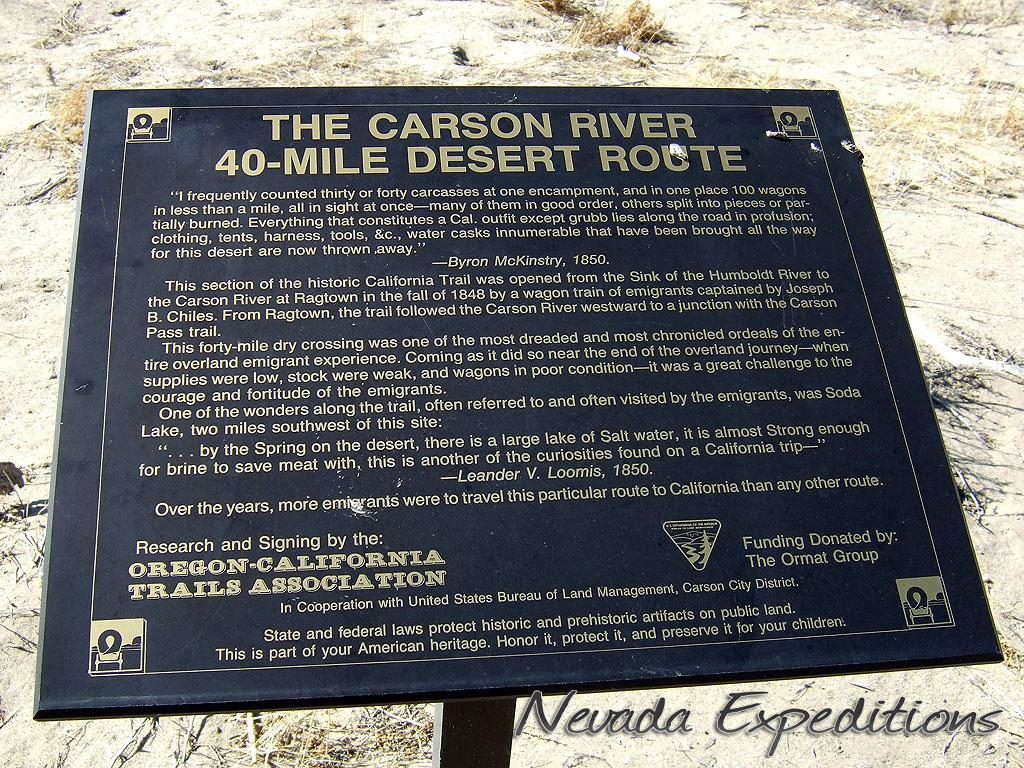 THE CARSON RIVER
40-MILE DESERT ROUTE
“I frequently counted thirty or forty carcasses at one encampment, and in one place 100 wagons
in less than a mile, all in sight at once—many of them in good order, others split into pieces or par-
tially burned. Everything that constitutes a Cal. outfit except grubb lies along the road in profusion;
clothing, tents, harness, tools, &c., water casks innumerable that have been brought all the way
for this desert are now thrown away.”
—Byron McKinstry, 1850.
This section of the historic California Trail was opened from the Sink of the Humboldt River to
the Carson River at Ragtown in the fall of 1848 by a wagon train of emigrants captained by Joseph
B. Chiles. From Ragtown, the trail followed the Carson River westward to a junction with the Carson
Pass trail.
This forty-mile dry crossing was one of the most dreaded and most chronicled ordeals of the en-
tire overland emigrant experience. Coming as it did so near the end of the overland journey—when
supplies were low, stock were weak, and wagons in poor condition—it was a great challenge to the
courage and fortitude of the emigrants.
One of the wonders along the trail, often referred to and often visited by the emigrants, was Soda
Lake, two miles southwest of this site:
“. . . by the Spring on the desert, there is a large lake of Salt water, it is almost Strong enough
for brine to save meat with, this is another of the curiosities found on a California trip—”
—Leander V. Loomis, 1850.
Over the years, more emigrants were to travel this particular route to California than any other route.
Research and Signing by the:
OREGON-CALIFORNIA
TRAILS ASSOCIATION
Funding Donated by:
The Ormat Group
In Cooperation with United States Bureau of Land Management, Carson City District.
State and federal laws protect historic and prehistoric artifacts on public land.
This is part of your American heritage. Honor it, protect it, and preserve it for your children.
Nevada Expeditions